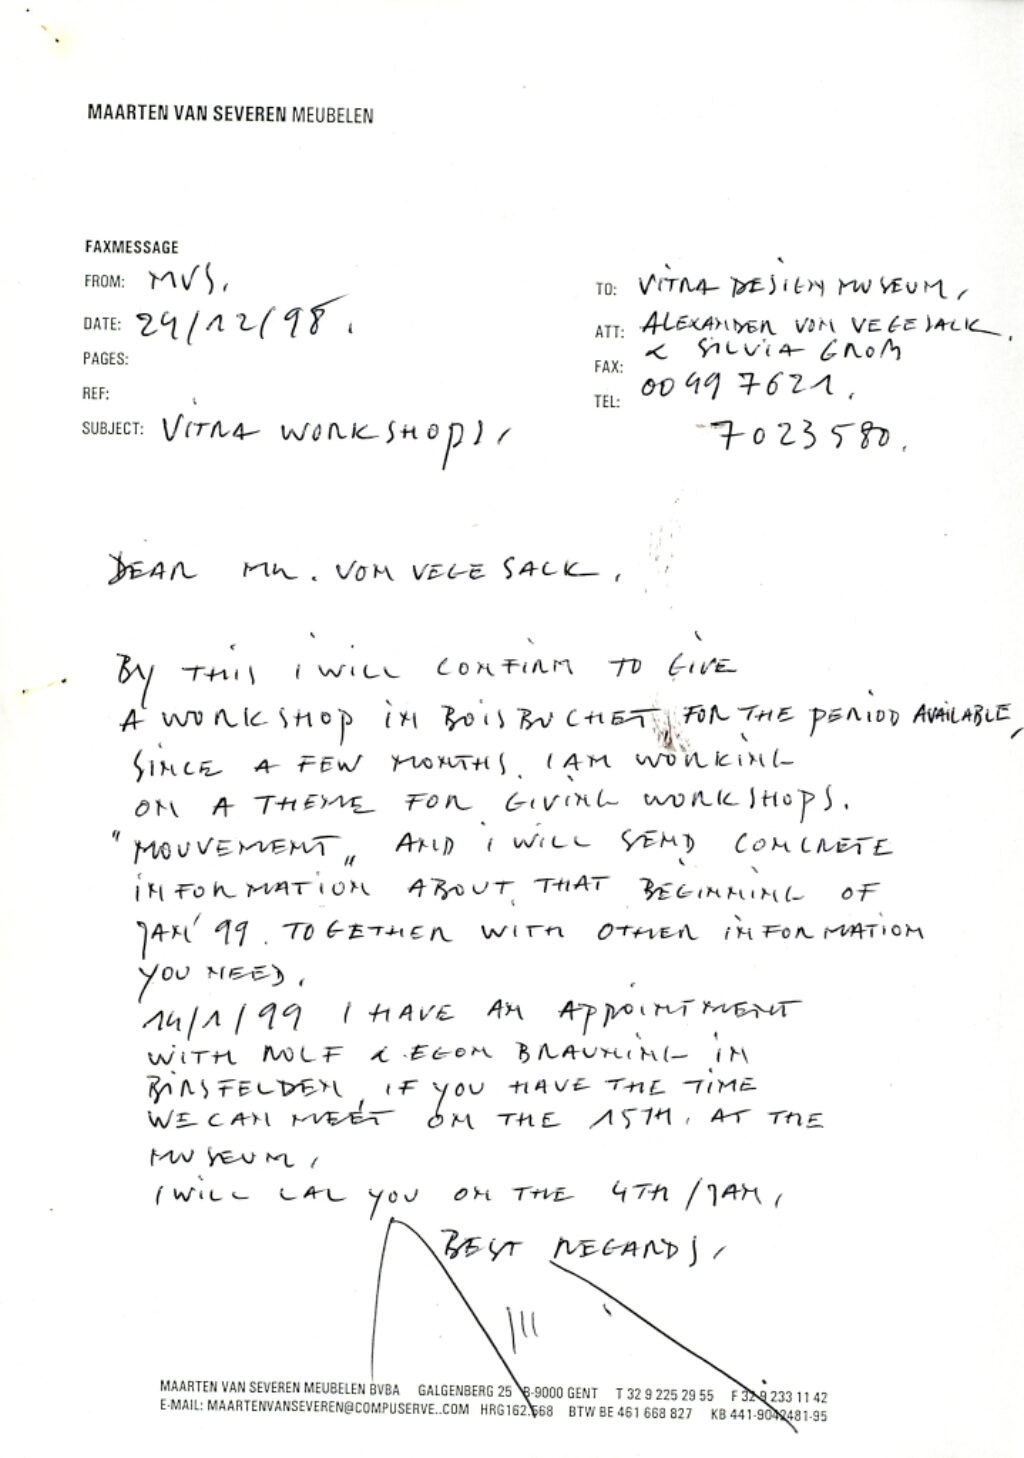 MAARTEN VAN SEVEREN MEUBELEN
FAXMESSAGE
FROM: MVS.
DATE: 24/12/98.
PAGES:
REF:
SUBJECT: VITRA WORKSHOPS,
TO: VITRA DESIGN MUSEUM,
ATT: ALEXANDER VOM VEGESACK.
& SILVIA GROM
FAX: 00 49 7621.
TEL: 7023580.
DEAR MR. VOM VEGESACK,
BY THIS I WILL CONFIRM TO GIVE
A WORKSHOP IN BOISBUCHET, FOR THE PERIOD AVAILABLE,
SINCE A FEW MONTHS, I AM WORKING
ON A THEME FOR GIVING WORKSHOPS.
"MOUVEMENT„ AND I WILL SEND CONCRETE
INFORMATION ABOUT THAT BEGINNING OF
JAN' 99. TOGETHER WITH OTHER INFORMATION
YOU NEED.
14/1/99 I HAVE AN APPOINTMENT
WITH ROLF & EGON BRAUNING IN
BIRSFELDEN, IF YOU HAVE THE TIME
WE CAN MEET ON THE 15TH. AT THE
MUSEUM,
I WILL CAL YOU ON THE 4TH/JAN,
BEST REGARDS,
MAARTEN VAN SEVEREN MEUBELEN BVBA GALGENBERG 25 B-9000 GENT T 32 9 225 29 55 F 32 9 233 11 42
E-MAIL: MAARTENVANSEVEREN@COMPUSERVE..COM HRG162.568 BTW BE 461 668 827 KB 441-9042481-95